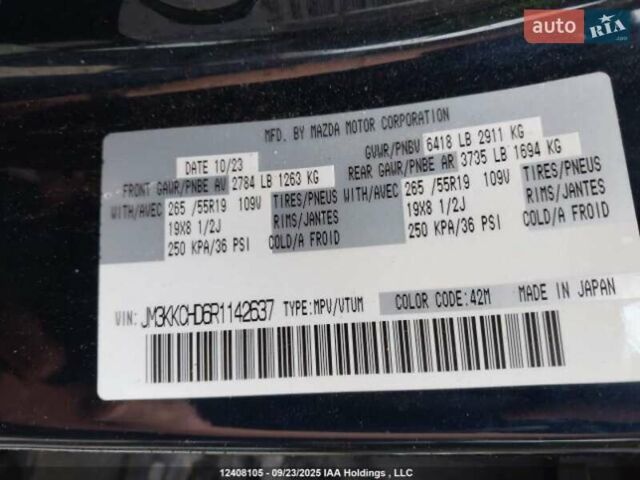 auto RIA
.com
MFD. BY MAZDA MOTOR CORPORATION
DATE 10/23
GVWR/PNBV 6418 LB 2911 KG
FRONT GAWR/PNBE AV 2784 LB 1263 KG
REAR GAWR/PNBE AR 3735 LB 1694 KG
WITH/AVEC 265 /55R19 109V TIRES/PNEUS
19X8 1/2J RIMS/JANTES
250 KPA/36 PSI COLD/A FROID
WITH/AVEC 265 /55R19 109V TIRES/PNEUS
19X8 1/2J RIMS/JANTES
250 KPA/36 PSI COLD/A FROID
VIN: JM3KKCHD6R1142637 TYPE:MPV/VTUM COLOR CODE:42M MADE IN JAPAN
12408105 - 09/23/2025 IAA Holdings , LLC